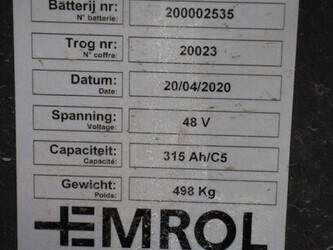 Batterij nr: 200002535
N° batterie:
Trog nr: 20023
N° coffre:
Datum: 20/04/2020
Date:
Spanning: 48 V
Voltage:
Capaciteit: 315 Ah/C5
Capacité:
Gewicht: 498 Kg
Poids:
EMROL